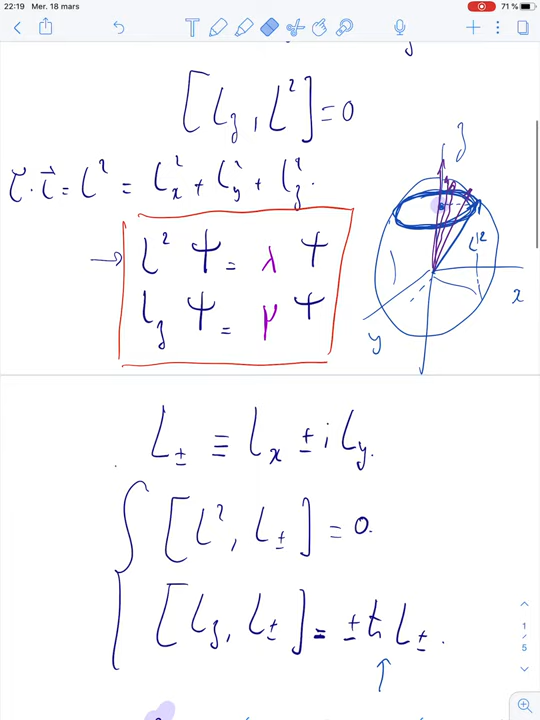 22:19 Mer. 18 mars 71 %
[L_z, L²] = 0
L⃗·L⃗ = L² = L_x² + L_y² + L_z².
→ L² Ψ = λ Ψ
L_z Ψ = μ Ψ
z
L²
x
y
L_± ≡ L_x ± i L_y.
[L², L_±] = 0.
[L_z, L_±] = ± ħ L_±.
1
/
5